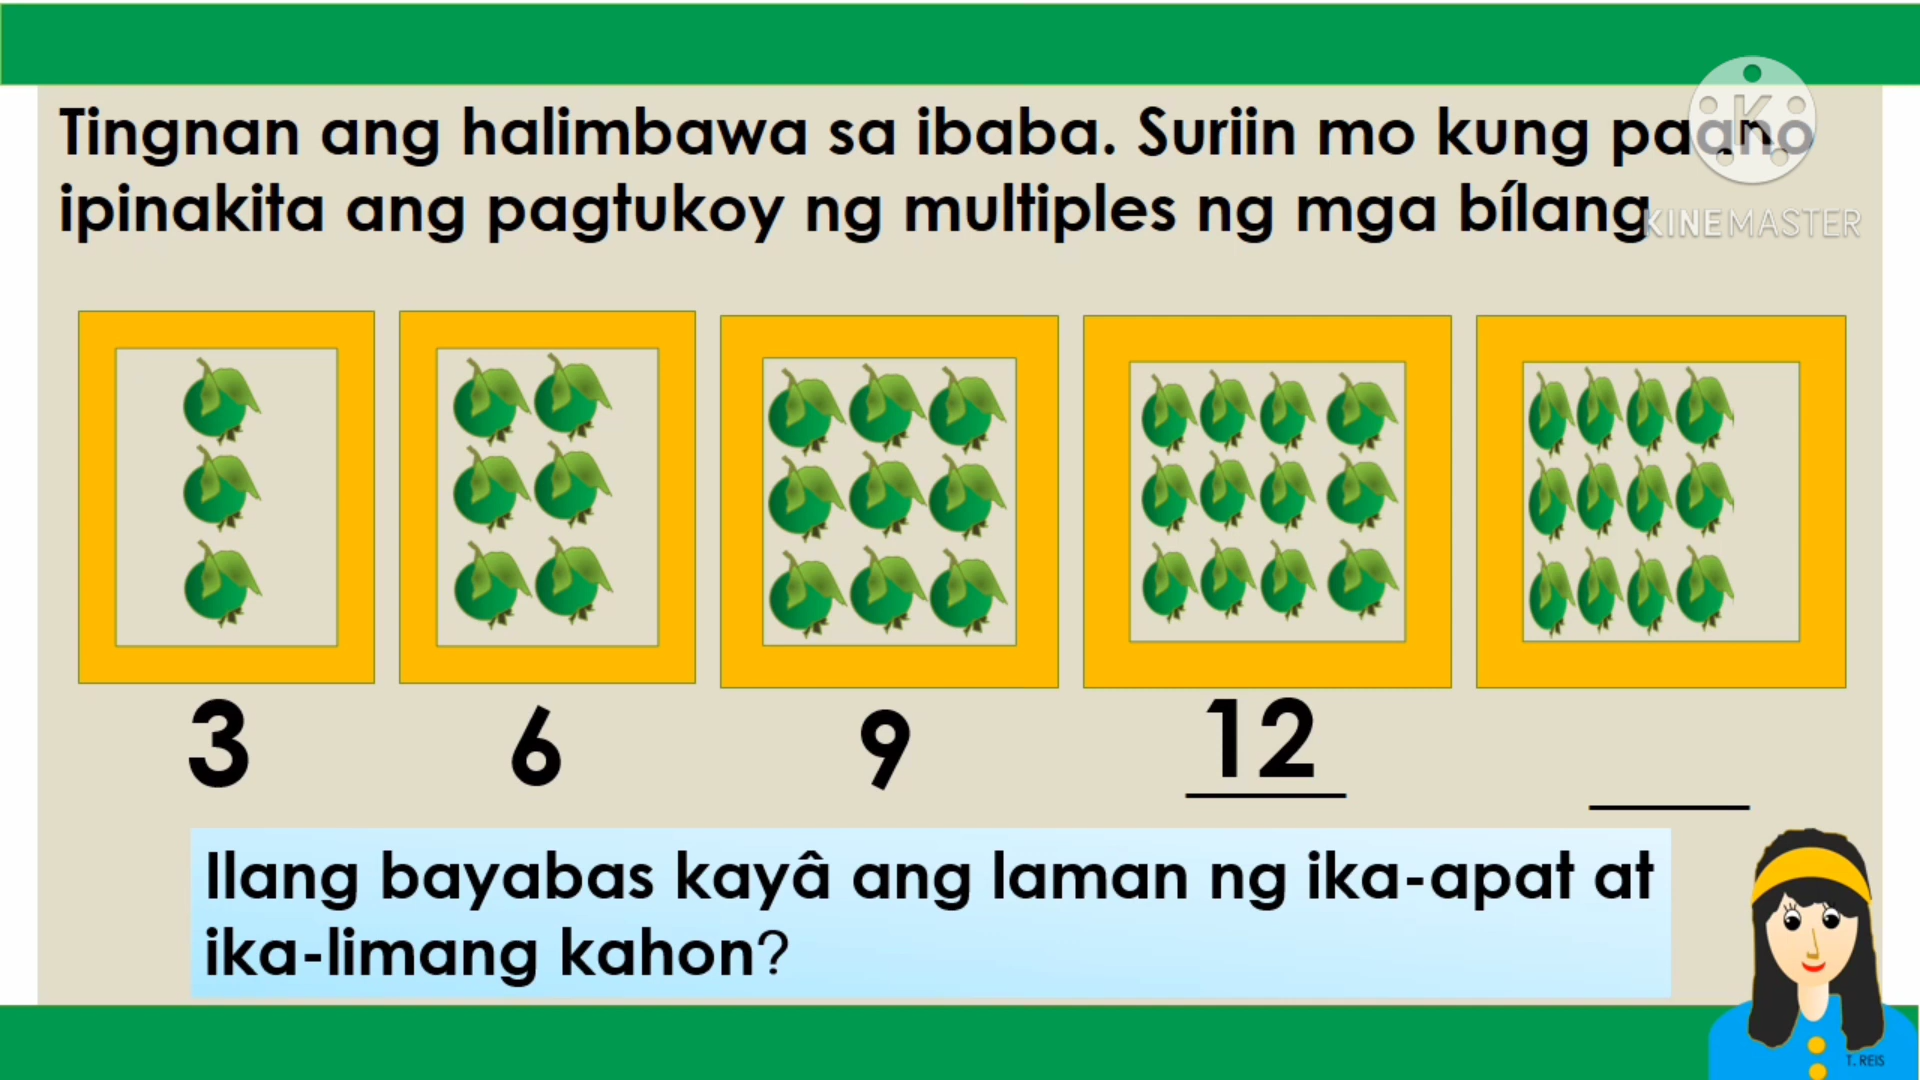 Tingnan ang halimbawa sa ibaba. Suriin mo kung paano
ipinakita ang pagtukoy ng multiples ng mga bílang
KINEMASTER
3 6 9 12
Ilang bayabas kayâ ang laman ng ika-apat at
ika-limang kahon?
T. REIS